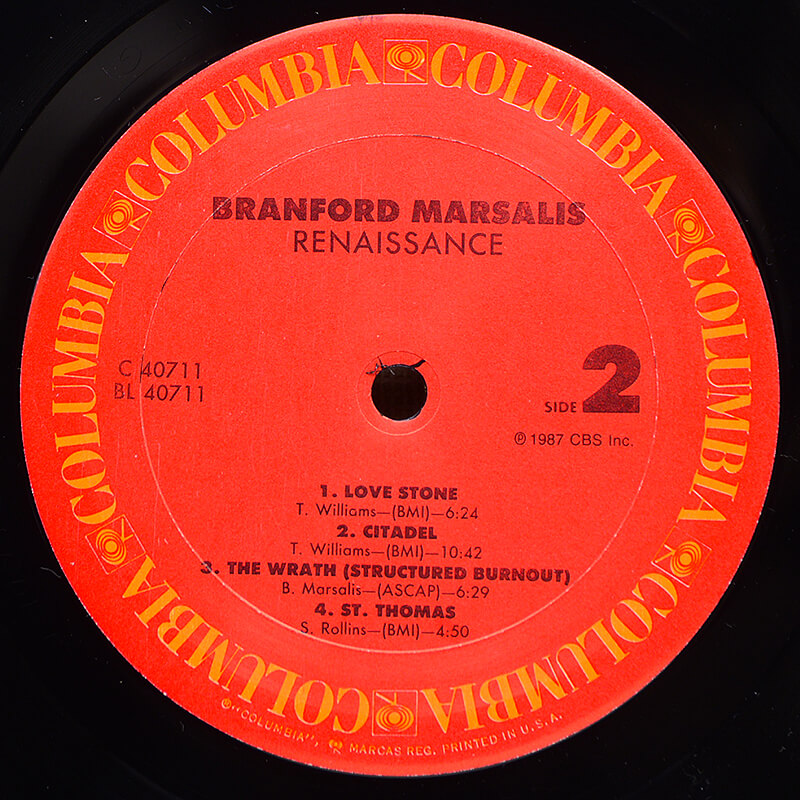 COLUMBIA COLUMBIA COLUMBIA COLUMBIA COLUMBIA COLUMBIA COLUMBIA COLUMBIA
BRANFORD MARSALIS
RENAISSANCE
C 40711
BL 40711
SIDE 2
℗ 1987 CBS Inc.
1. LOVE STONE
T. Williams—(BMI)—6:24
2. CITADEL
T. Williams—(BMI)—10:42
3. THE WRATH (STRUCTURED BURNOUT)
B. Marsalis—(ASCAP)—6:29
4. ST. THOMAS
S. Rollins—(BMI)—4:50
®"COLUMBIA", MARCAS REG. PRINTED IN U.S.A.